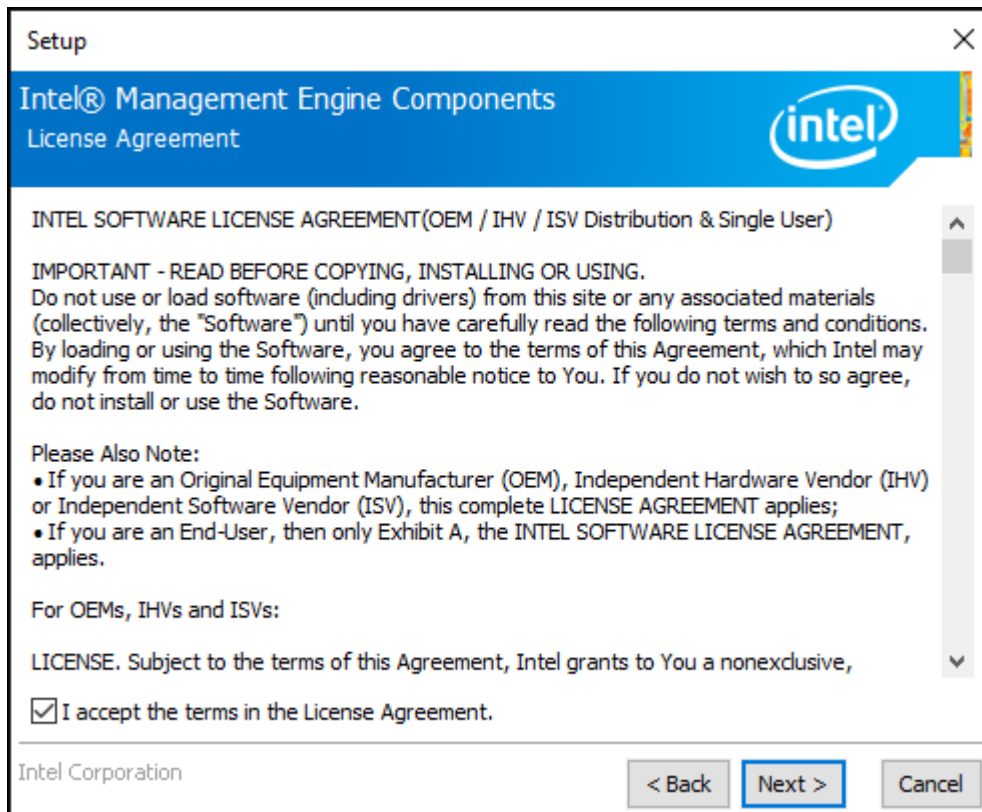 Setup
Intel® Management Engine Components
License Agreement
intel
INTEL SOFTWARE LICENSE AGREEMENT(OEM / IHV / ISV Distribution & Single User)
IMPORTANT - READ BEFORE COPYING, INSTALLING OR USING.
Do not use or load software (including drivers) from this site or any associated materials
(collectively, the "Software") until you have carefully read the following terms and conditions.
By loading or using the Software, you agree to the terms of this Agreement, which Intel may
modify from time to time following reasonable notice to You. If you do not wish to so agree,
do not install or use the Software.
Please Also Note:
• If you are an Original Equipment Manufacturer (OEM), Independent Hardware Vendor (IHV)
or Independent Software Vendor (ISV), this complete LICENSE AGREEMENT applies;
• If you are an End-User, then only Exhibit A, the INTEL SOFTWARE LICENSE AGREEMENT,
applies.
For OEMs, IHVs and ISVs:
LICENSE. Subject to the terms of this Agreement, Intel grants to You a nonexclusive,
I accept the terms in the License Agreement.
Intel Corporation
< Back
Next >
Cancel